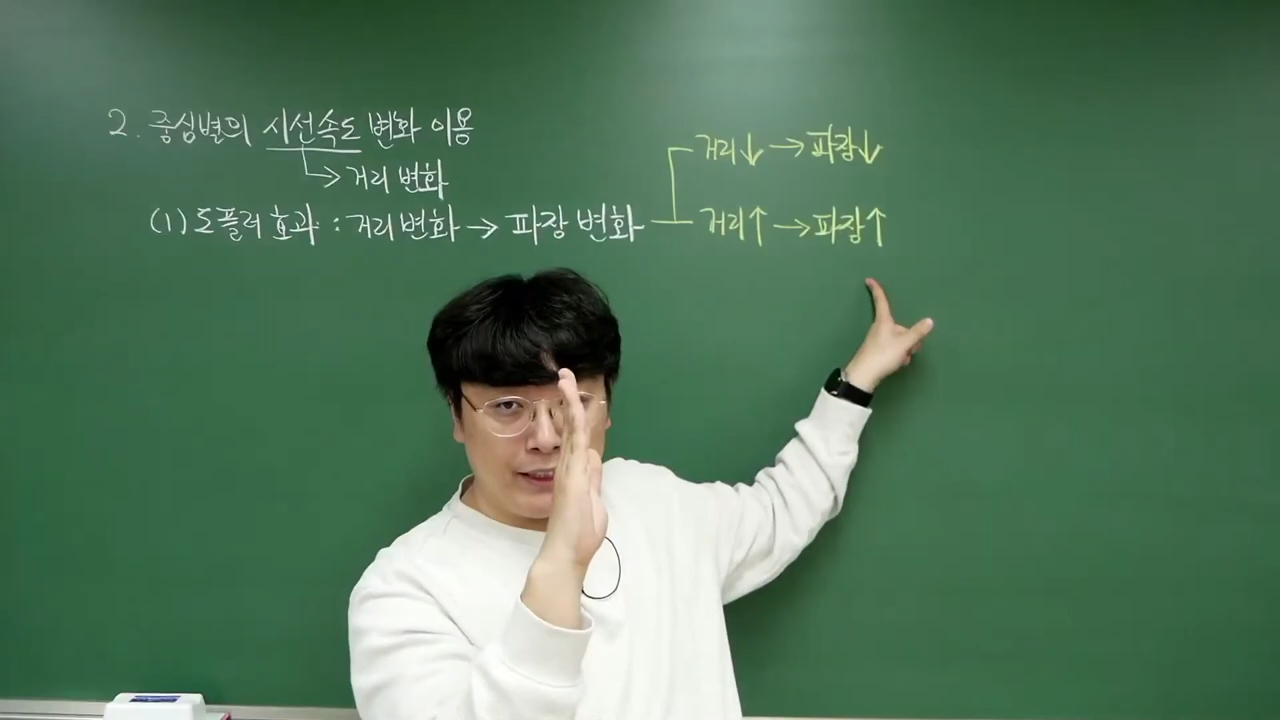 2. 중심별의 시선속도 변화 이용
→ 거리 변화
(1) 도플러 효과 : 거리 변화 → 파장 변화
거리↓ → 파장↓
거리↑ → 파장↑